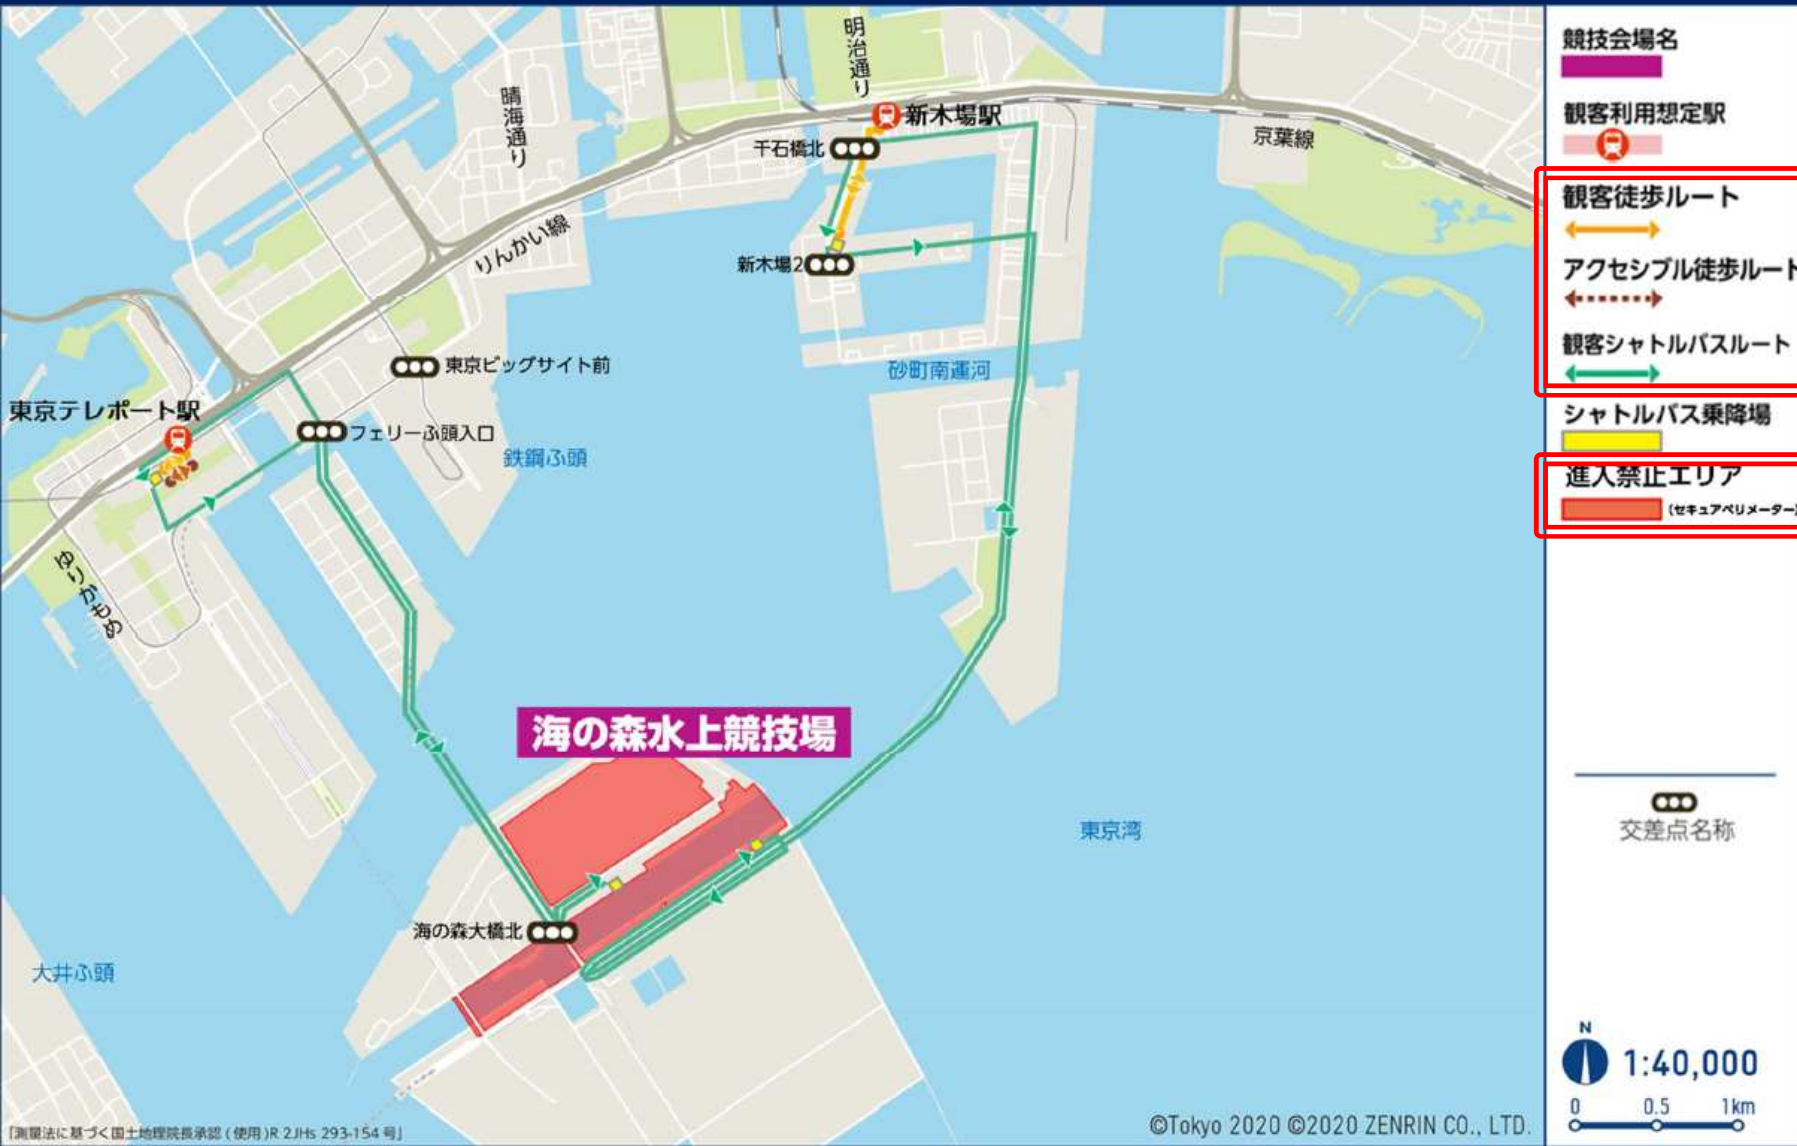 明治通り
晴海通り
新木場駅
千石橋北
京葉線
りんかい線
新木場2
東京ビッグサイト前
砂町南運河
東京テレポート駅
フェリーふ頭入口
鉄鋼ふ頭
ゆりかもめ
海の森水上競技場
東京湾
海の森大橋北
大井ふ頭
「測量法に基づく国土地理院長承認(使用)R 2JHs 293-154号」
©Tokyo 2020 ©2020 ZENRIN CO., LTD.
競技会場名
観客利用想定駅
観客徒歩ルート
アクセシブル徒歩ルート
観客シャトルバスルート
シャトルバス乗降場
進入禁止エリア
(セキュアペリメーター)
交差点名称
N
1:40,000
0 0.5 1km